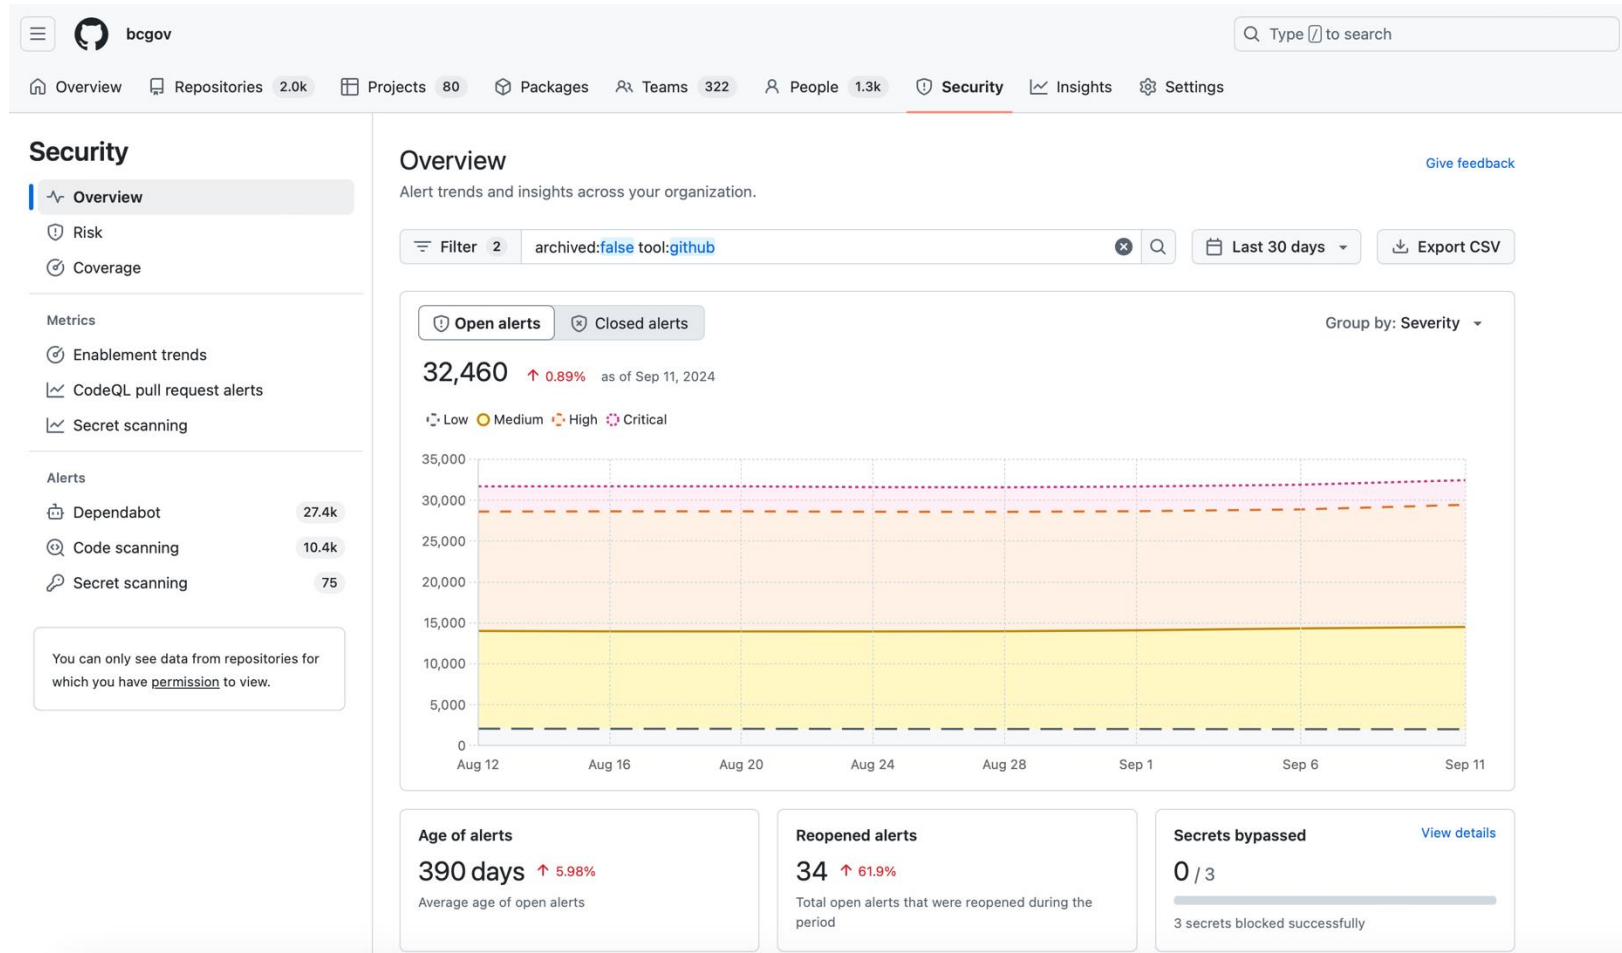 bcgov
Type / to search
Overview
Repositories 2.0k
Projects 80
Packages
Teams 322
People 1.3k
Security
Insights
Settings
Security
Overview
Risk
Coverage
Metrics
Enablement trends
CodeQL pull request alerts
Secret scanning
Alerts
Dependabot 27.4k
Code scanning 10.4k
Secret scanning 75
You can only see data from repositories for
which you have permission to view.
Overview
Give feedback
Alert trends and insights across your organization.
Filter 2
archived:false tool:github
Last 30 days
Export CSV
Open alerts
Closed alerts
Group by: Severity
32,460 ↑ 0.89% as of Sep 11, 2024
Low Medium High Critical
35,000
30,000
25,000
20,000
15,000
10,000
5,000
0
Aug 12 Aug 16 Aug 20 Aug 24 Aug 28 Sep 1 Sep 6 Sep 11
Age of alerts
390 days ↑ 5.98%
Average age of open alerts
Reopened alerts
34 ↑ 61.9%
Total open alerts that were reopened during the
period
Secrets bypassed
View details
0 / 3
3 secrets blocked successfully